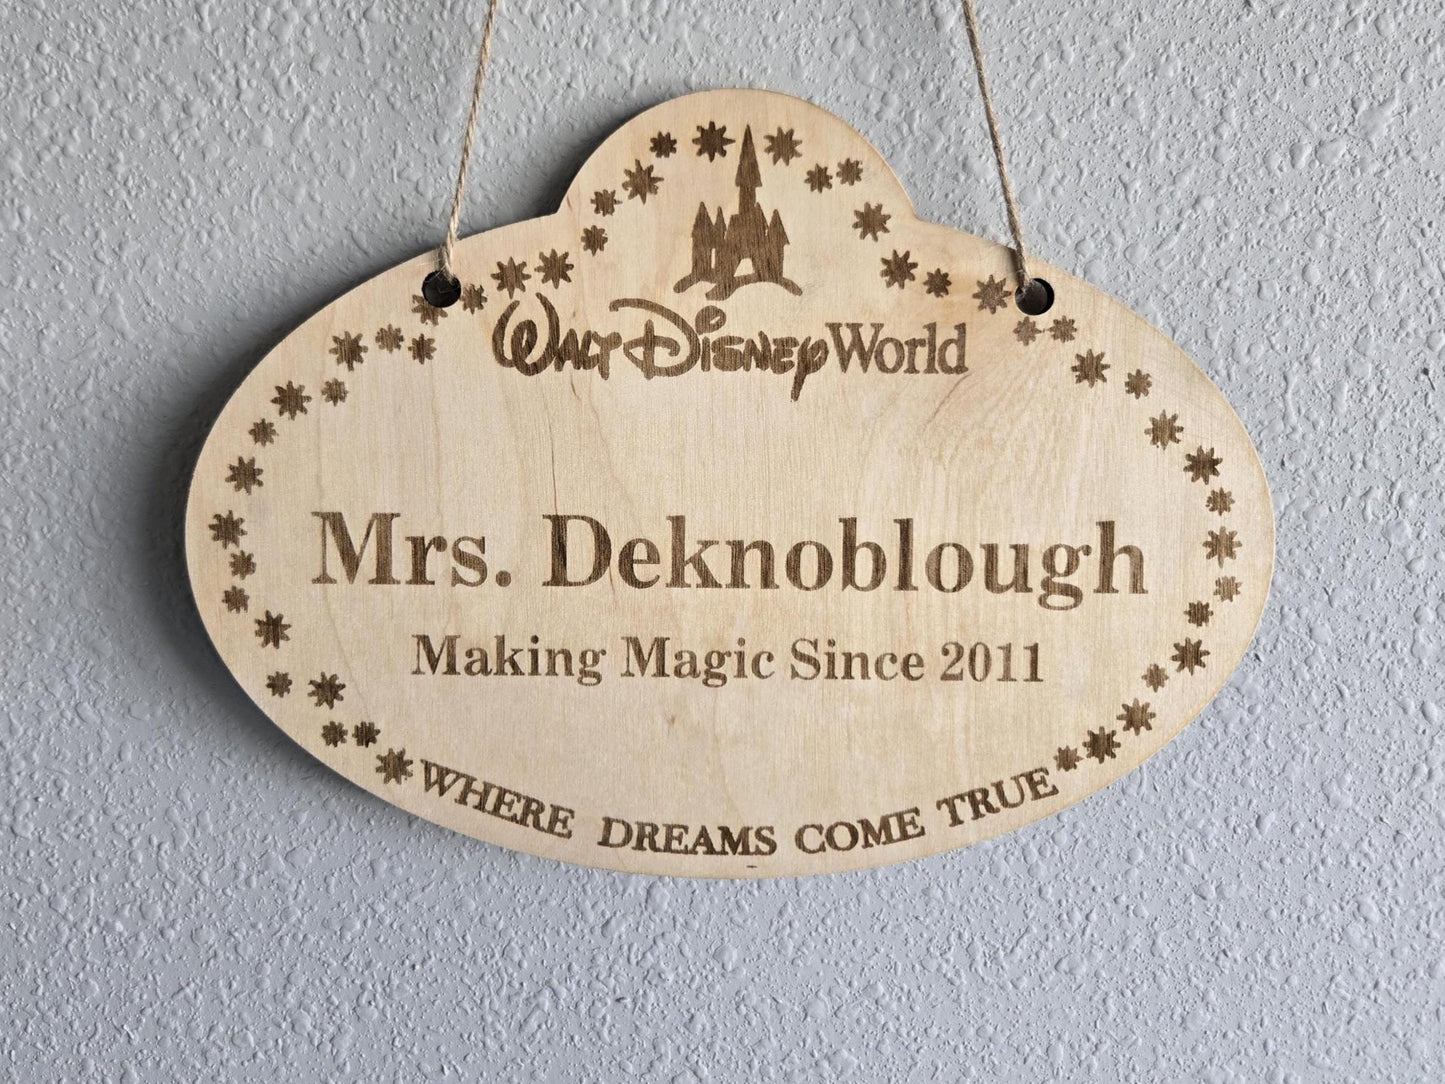 Walt Disney World
Mrs. Deknoblough
Making Magic Since 2011
WHERE DREAMS COME TRUE